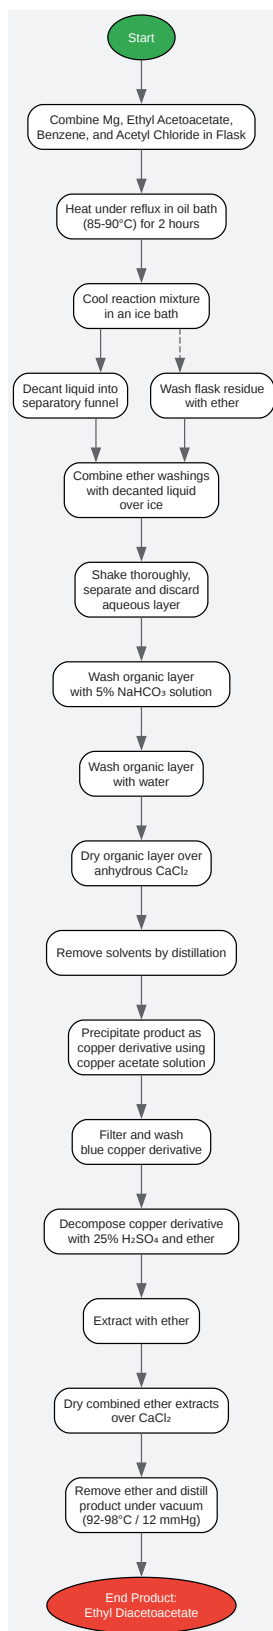 Start
Combine Mg, Ethyl Acetoacetate,
Benzene, and Acetyl Chloride in Flask
Heat under reflux in oil bath
(85-90°C) for 2 hours
Cool reaction mixture
in an ice bath
Decant liquid into
separatory funnel
Wash flask residue
with ether
Combine ether washings
with decanted liquid
over ice
Shake thoroughly,
separate and discard
aqueous layer
Wash organic layer
with 5% NaHCO₃ solution
Wash organic layer
with water
Dry organic layer over
anhydrous CaCl₂
Remove solvents by distillation
Precipitate product as
copper derivative using
copper acetate solution
Filter and wash
blue copper derivative
Decompose copper derivative
with 25% H₂SO₄ and ether
Extract with ether
Dry combined ether extracts
over CaCl₂
Remove ether and distill
product under vacuum
(92-98°C / 12 mmHg)
End Product:
Ethyl Diacetoacetate